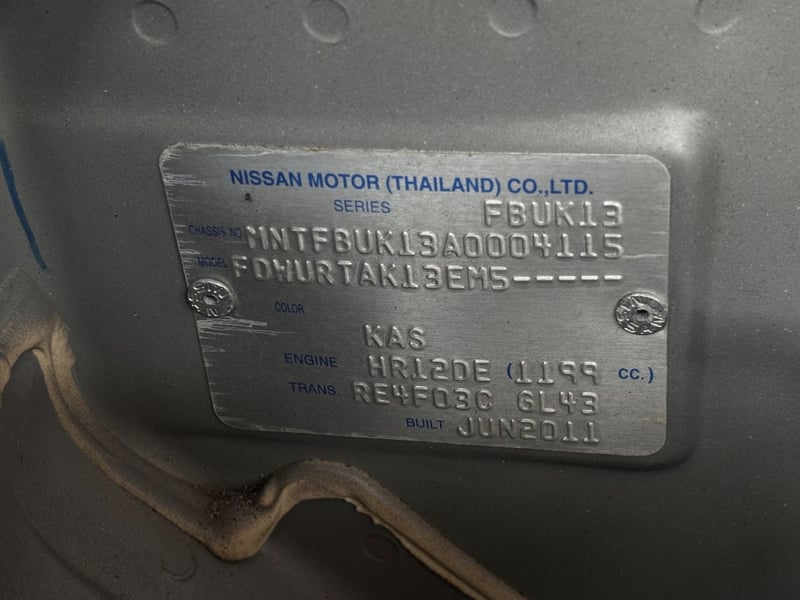 NISSAN MOTOR (THAILAND) CO.,LTD.
SERIES FBUK13
CHASSIS NO MNTFBUK13A0004115
MODEL FDWURTAK13EM5-----
COLOR
KAS
ENGINE HR12DE (1199 CC.)
TRANS. RE4F03C GL43
BUILT JUN2011